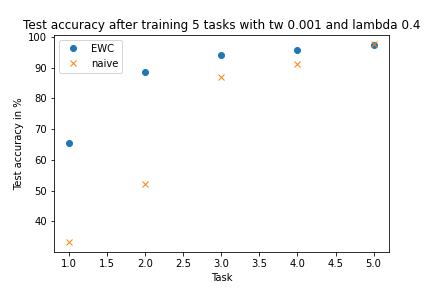 Test accuracy after training 5 tasks with tw 0.001 and lambda 0.4
EWC
naive
Test accuracy in %
100
90
80
70
60
50
40
1.0 1.5 2.0 2.5 3.0 3.5 4.0 4.5 5.0
Task